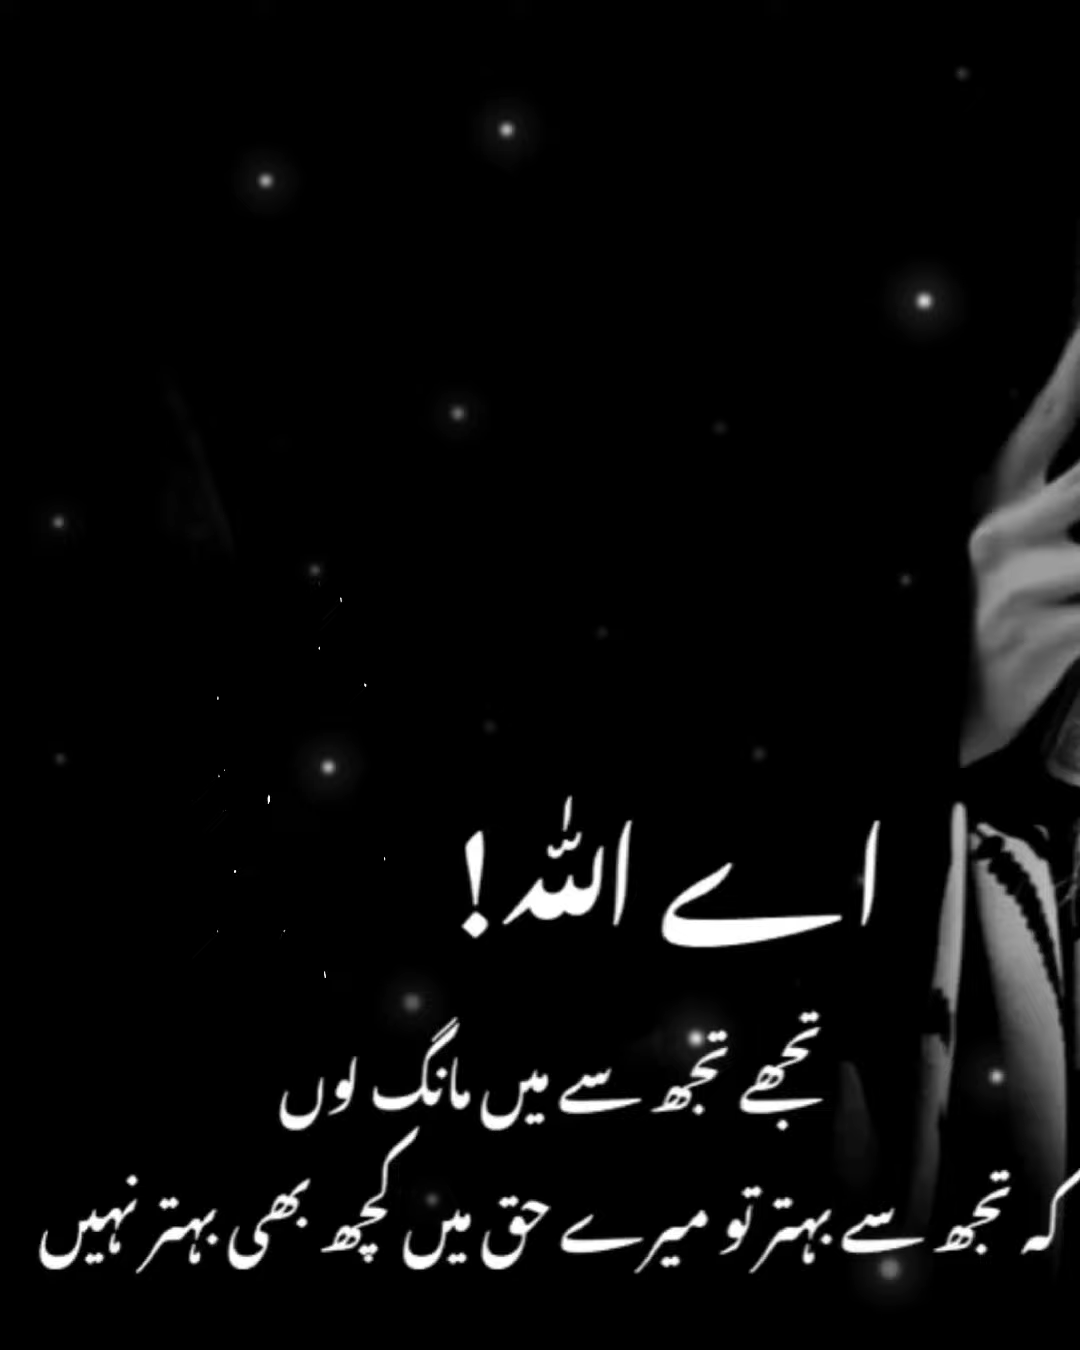 اے اللہ!
تجھے تجھ سے میں مانگ لوں
کہ تجھ سے بہتر تو میرے حق میں کچھ بھی بہتر نہیں